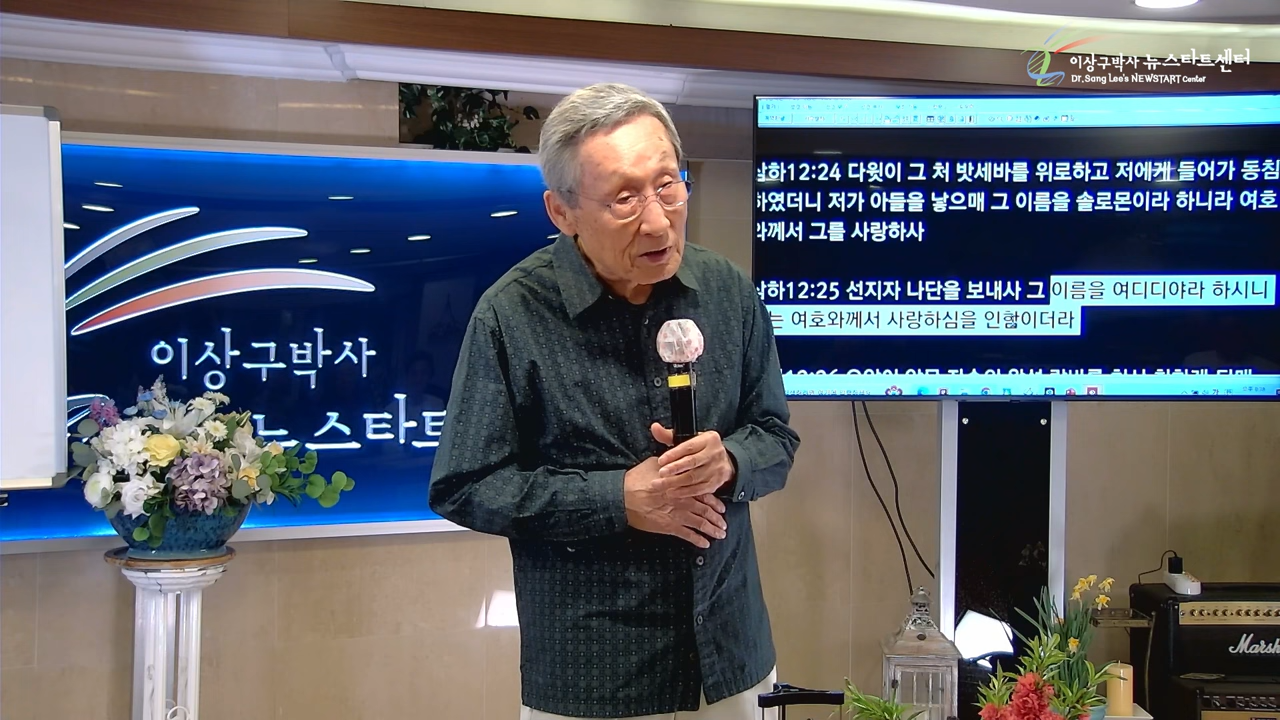 이상구박사 뉴스타트센터
Dr. Sang Lee's NEWSTART Center
삼하12:24 다윗이 그 처 밧세바를 위로하고 저에게 들어가 동침
하였더니 저가 아들을 낳으매 그 이름을 솔로몬이라 하니라 여호
와께서 그를 사랑하사
삼하12:25 선지자 나단을 보내사 그 이름을 여디디야라 하시니
는 여호와께서 사랑하심을 인함이더라
이상구박사
뉴스타트
Marsh